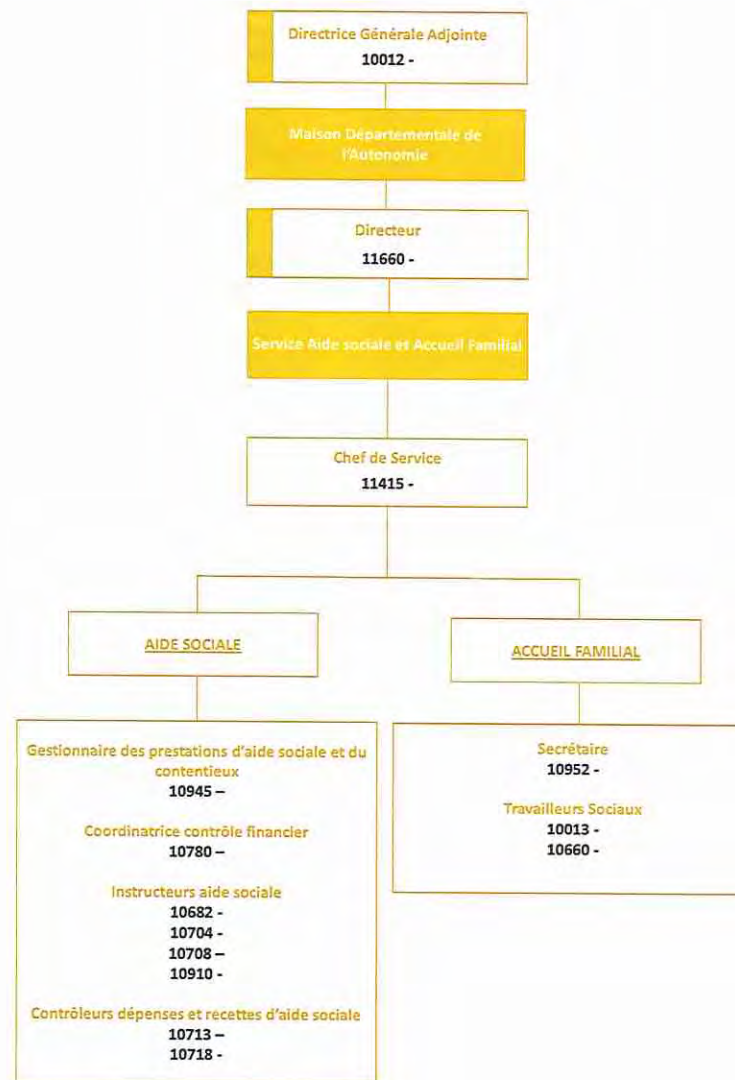 Directrice Générale Adjointe
10012 -
Maison Départementale de
l'Autonomie
Directeur
11660 -
Service Aide sociale et Accueil Familial
Chef de Service
11415 -
AIDE SOCIALE
Gestionnaire des prestations d'aide sociale et du
contentieux
10945 –
Coordinatrice contrôle financier
10780 –
Instructeurs aide sociale
10682 -
10704 -
10708 –
10910 -
Contrôleurs dépenses et recettes d'aide sociale
10713 –
10718 -
ACCUEIL FAMILIAL
Secrétaire
10952 -
Travailleurs Sociaux
10013 -
10660 -